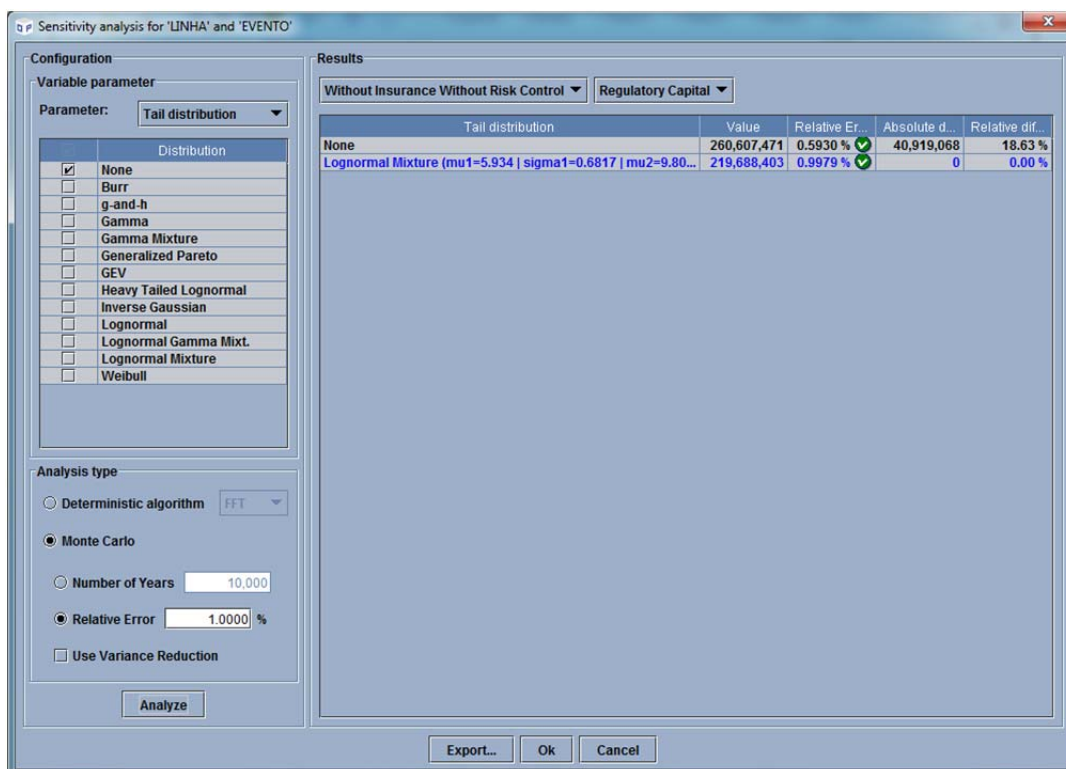 Sensitivity analysis for 'LINHA' and 'EVENTO'
Configuration
Variable parameter
Parameter: Tail distribution
Distribution
None
Burr
g-and-h
Gamma
Gamma Mixture
Generalized Pareto
GEV
Heavy Tailed Lognormal
Inverse Gaussian
Lognormal
Lognormal Gamma Mixt.
Lognormal Mixture
Weibull
Analysis type
Deterministic algorithm FFT
Monte Carlo
Number of Years 10,000
Relative Error 1.0000 %
Use Variance Reduction
Analyze
Results
Without Insurance Without Risk Control Regulatory Capital
Tail distribution Value Relative Er... Absolute d... Relative dif...
None 260,607,471 0.5930 % 40,919,068 18.63 %
Lognormal Mixture (mu1=5.934 | sigma1=0.6817 | mu2=9.80... 219,688,403 0.9979 % 0 0.00 %
Export... Ok Cancel